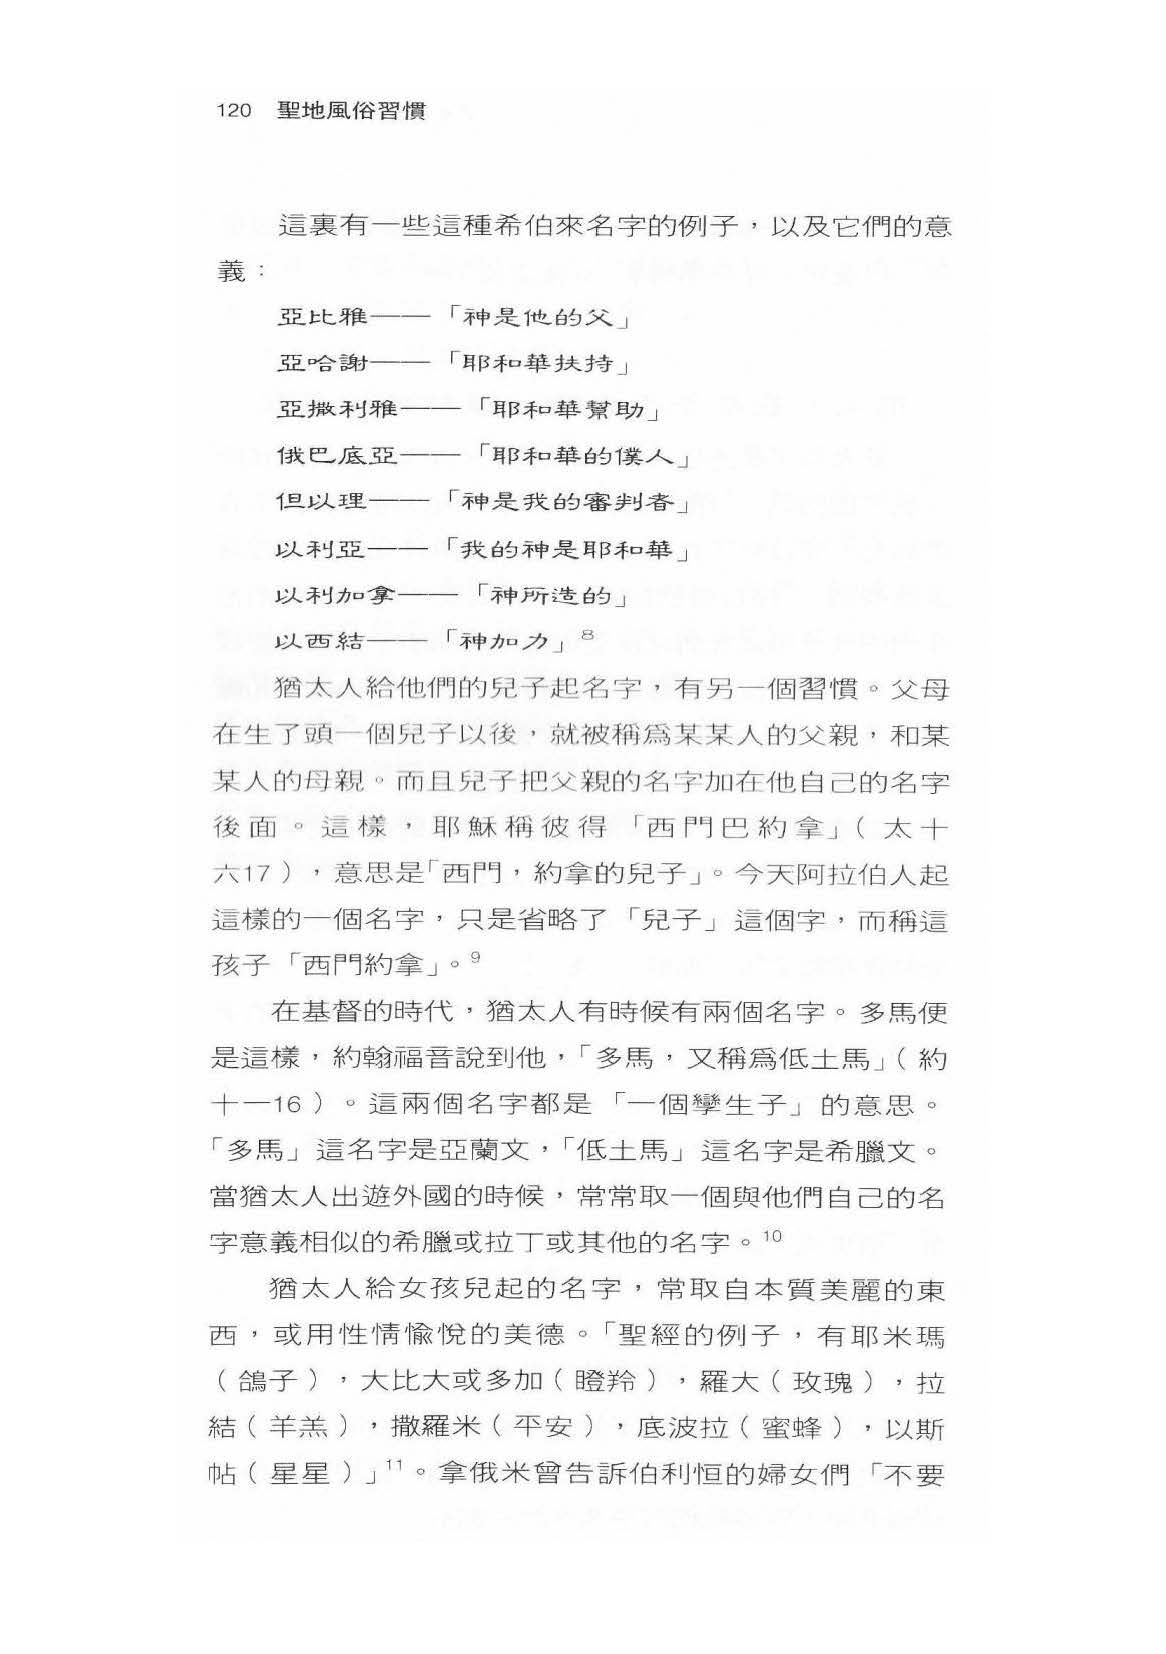 120 聖地風俗習慣
這裏有一些這種希伯來名字的例子，以及它們的意
義：
亞比雅——「神是他的父」
亞哈謝——「耶和華扶持」
亞撒利雅——「耶和華幫助」
俄巴底亞——「耶和華的僕人」
但以理——「神是我的審判者」
以利亞——「我的神是耶和華」
以利加拿——「神所造的」
以西結——「神加力」8
猶太人給他們的兒子起名字，有另一個習慣。父母
在生了頭一個兒子以後，就被稱爲某某人的父親，和某
某人的母親。而且兒子把父親的名字加在他自己的名字
後面。這樣，耶穌稱彼得「西門巴約拿」（太十
六17），意思是「西門，約拿的兒子」。今天阿拉伯人起
這樣的一個名字，只是省略了「兒子」這個字，而稱這
孩子「西門約拿」。9
在基督的時代，猶太人有時候有兩個名字。多馬便
是這樣，約翰福音說到他，「多馬，又稱爲低土馬」（約
十一16）。這兩個名字都是「一個孿生子」的意思。
「多馬」這名字是亞蘭文，「低土馬」這名字是希臘文。
當猶太人出遊外國的時候，常常取一個與他們自己的名
字意義相似的希臘或拉丁或其他的名字。10
猶太人給女孩兒起的名字，常取自本質美麗的東
西，或用性情愉悅的美德。「聖經的例子，有耶米瑪
（鴿子），大比大或多加（瞪羚），羅大（玫瑰），拉
結（羊羔），撒羅米（平安），底波拉（蜜蜂），以斯
帖（星星）」11。拿俄米曾告訴伯利恒的婦女們「不要